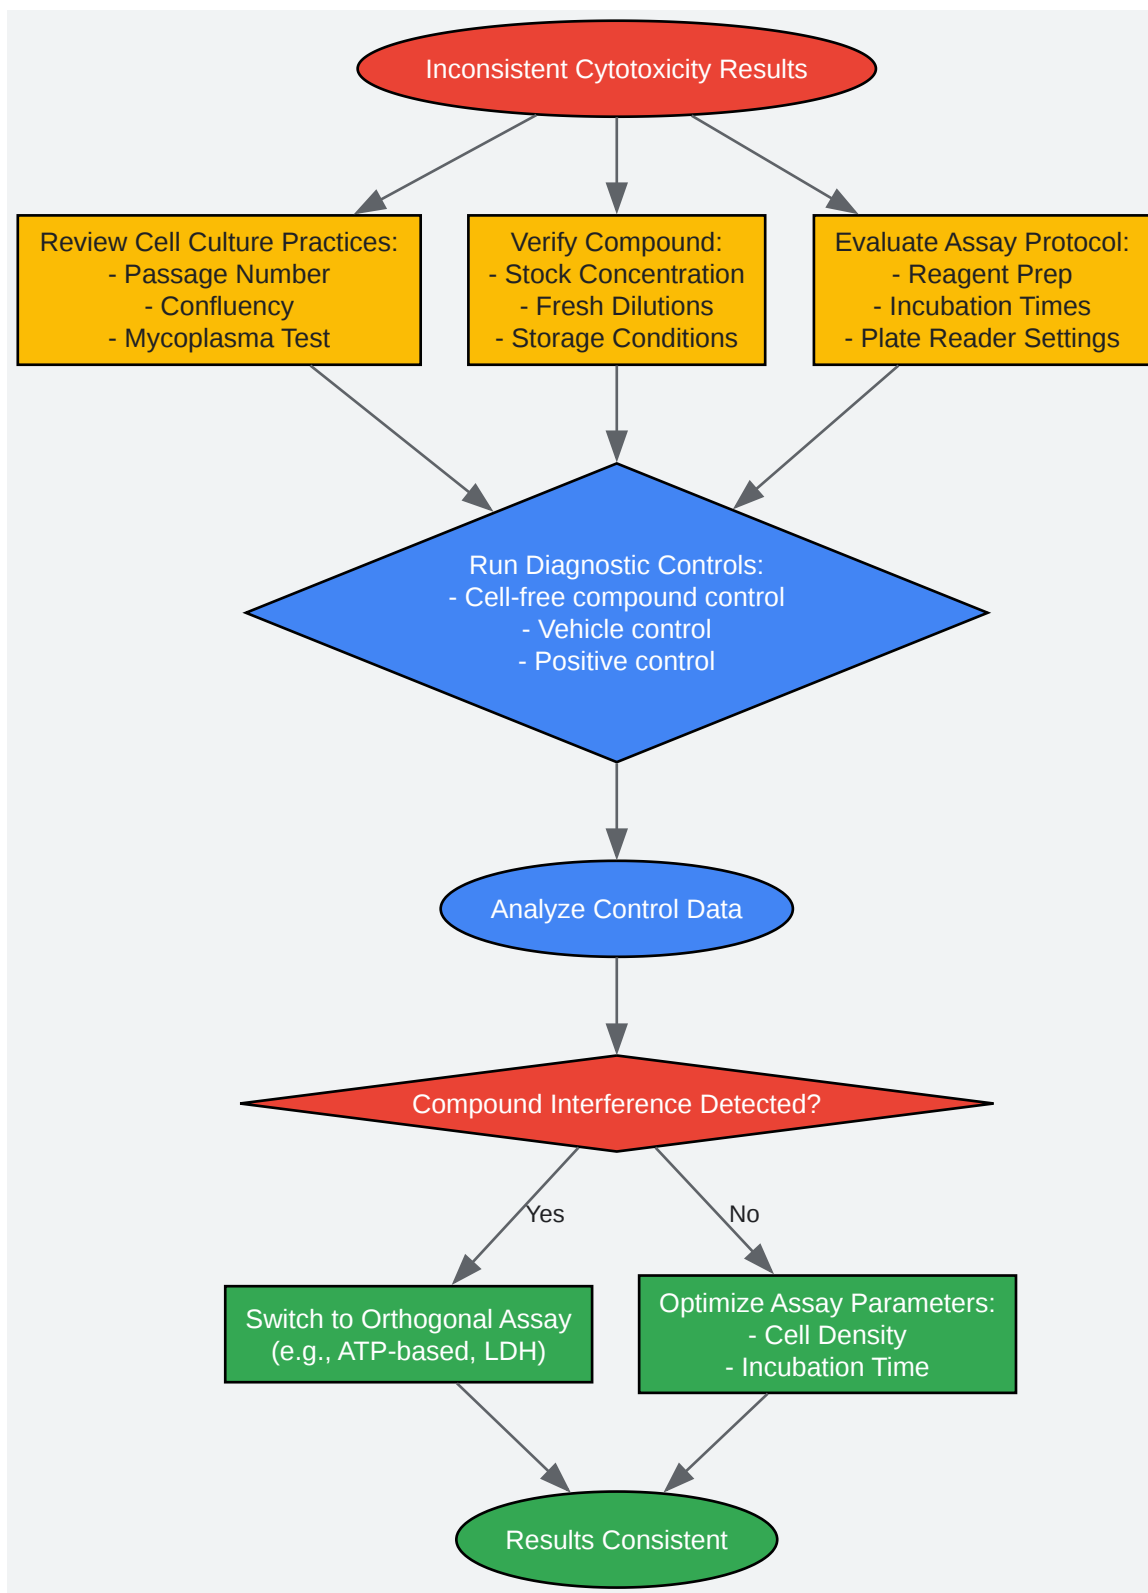 Inconsistent Cytotoxicity Results
Review Cell Culture Practices:
- Passage Number
- Confluency
- Mycoplasma Test
Verify Compound:
- Stock Concentration
- Fresh Dilutions
- Storage Conditions
Evaluate Assay Protocol:
- Reagent Prep
- Incubation Times
- Plate Reader Settings
Run Diagnostic Controls:
- Cell-free compound control
- Vehicle control
- Positive control
Analyze Control Data
Compound Interference Detected?
Yes
No
Switch to Orthogonal Assay
(e.g., ATP-based, LDH)
Optimize Assay Parameters:
- Cell Density
- Incubation Time
Results Consistent